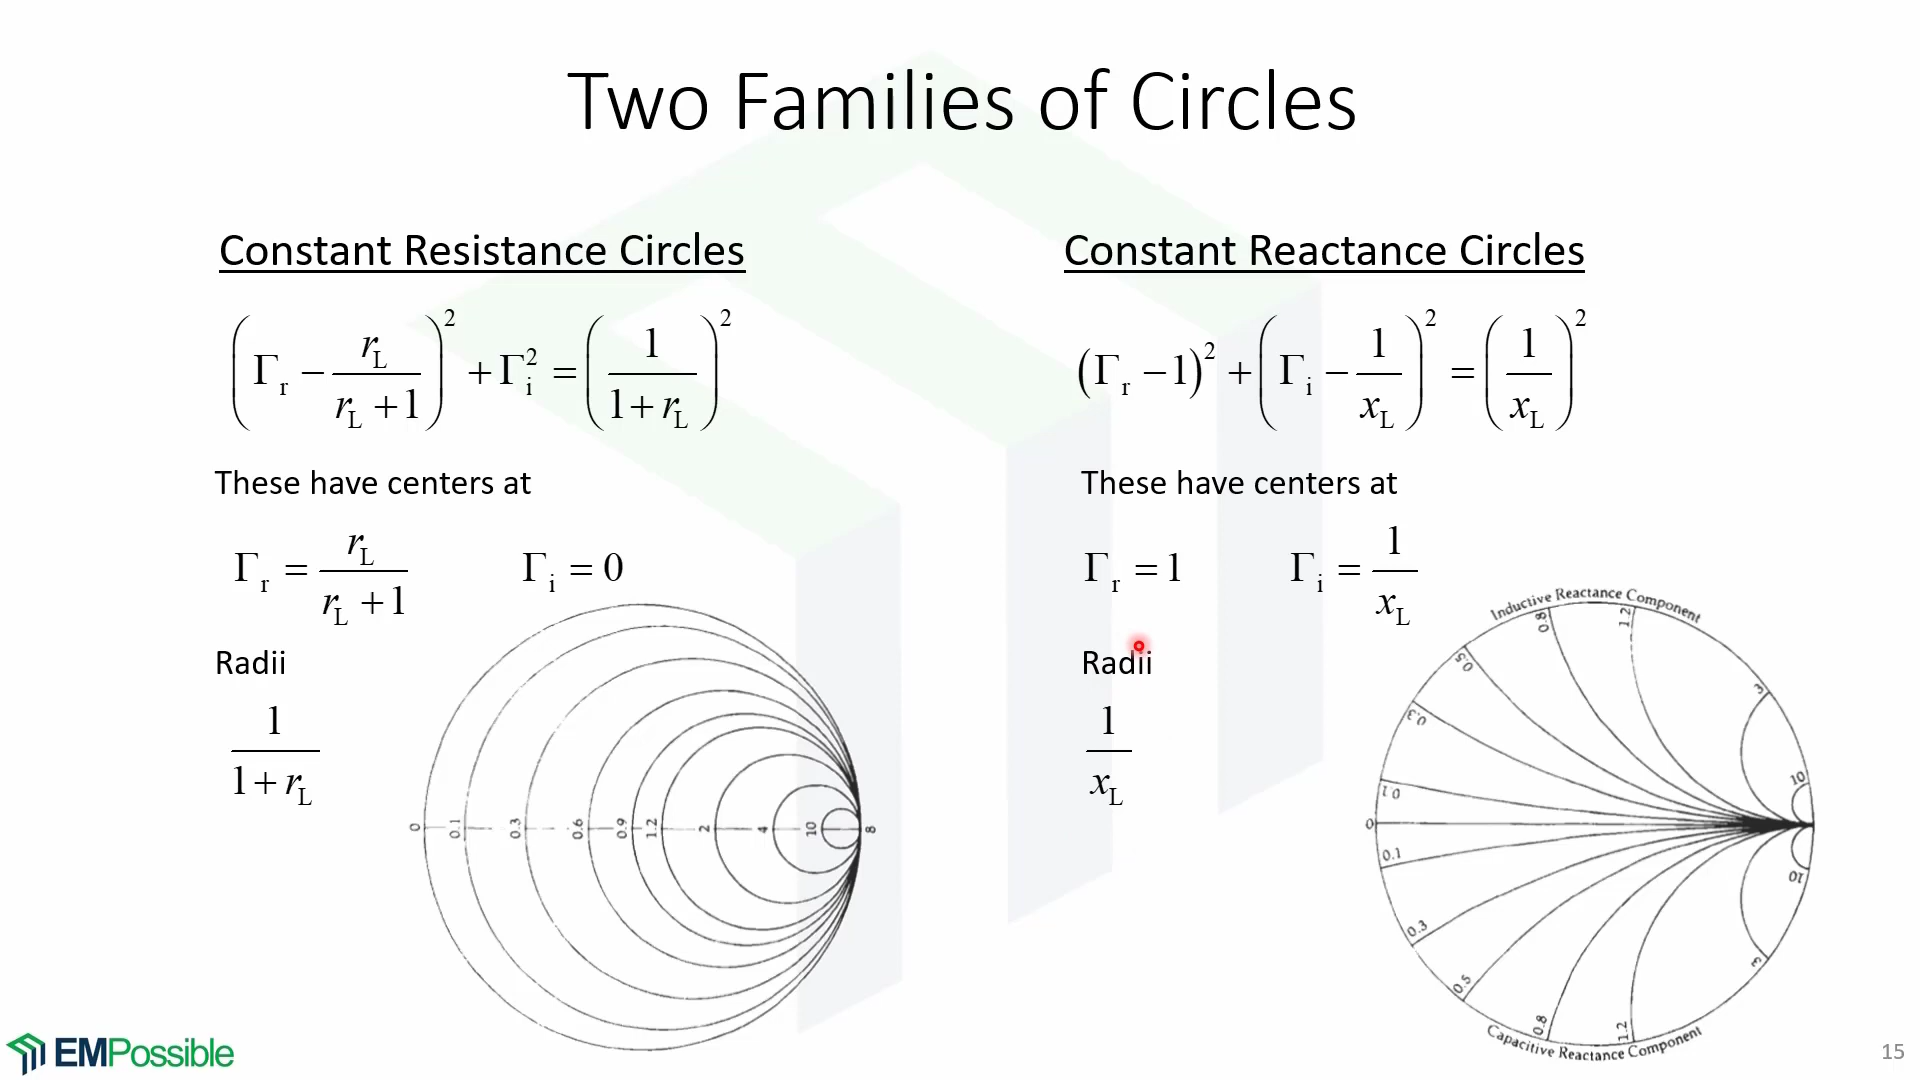 Two Families of Circles
Constant Resistance Circles
(Γr − rL/(rL + 1))² + Γi² = (1/(1 + rL))²
These have centers at
Γr = rL/(rL + 1) Γi = 0
Radii
1/(1 + rL)
0 0.1 0.3 0.6 0.9 1.2 2 4 10 8
Constant Reactance Circles
(Γr − 1)² + (Γi − 1/xL)² = (1/xL)²
These have centers at
Γr = 1 Γi = 1/xL
Radii
1/xL
Inductive Reactance Component
0.8 1.2
0.5 3
0.3
0.1 10
0
0.1 10
0.3
0.5 3
0.8 1.2
Capacitive Reactance Component
EMPossible
15